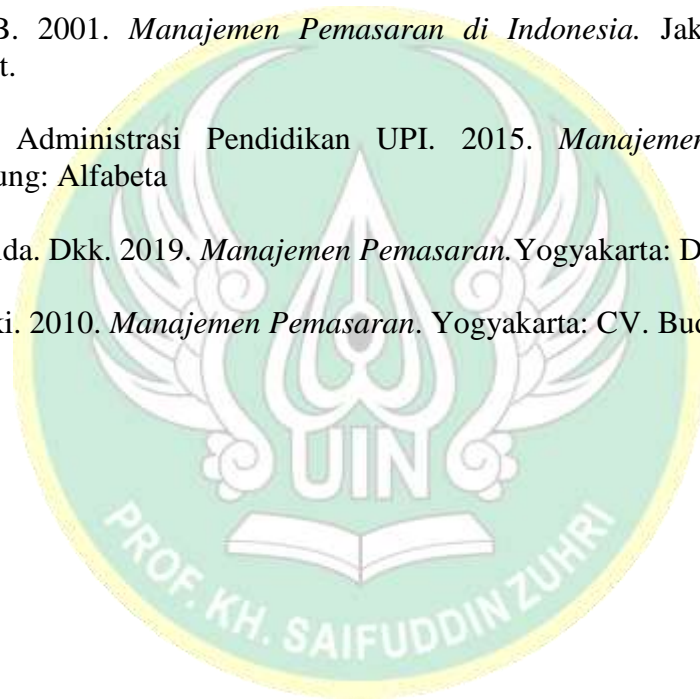 B. 2001. Manajemen Pemasaran di Indonesia. Jak
t.
Administrasi Pendidikan UPI. 2015. Manajemen
ung: Alfabeta
da. Dkk. 2019. Manajemen Pemasaran.Yogyakarta: D
ki. 2010. Manajemen Pemasaran. Yogyakarta: CV. Bu
UIN
PROF. KH. SAIFUDDIN ZUHRI